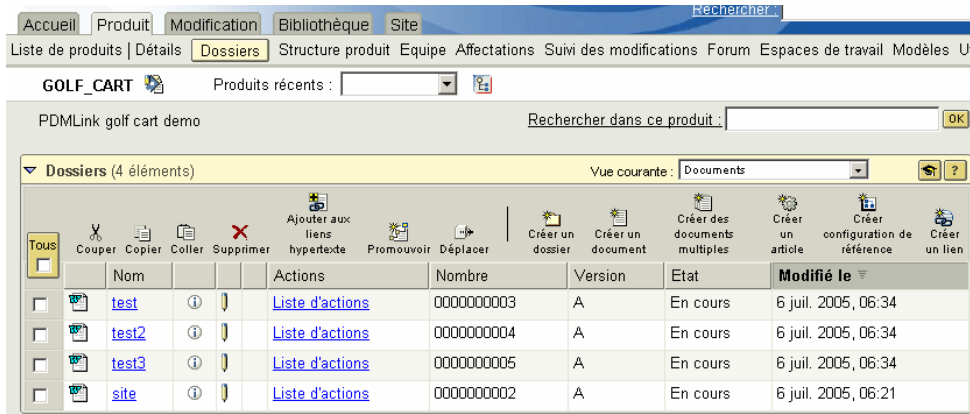 Rechercher :
Accueil Produit Modification Bibliothèque Site
Liste de produits | Détails Dossiers Structure produit Equipe Affectations Suivi des modifications Forum Espaces de travail Modèles U
GOLF_CART Produits récents :
PDMLink golf cart demo Rechercher dans ce produit : OK
Dossiers (4 éléments) Vue courante : Documents ?
Tous Couper Copier Coller Supprimer Ajouter aux liens hypertexte Promouvoir Déplacer Créer un dossier Créer un document Créer des documents multiples Créer un article Créer configuration de référence Créer un lien
Nom Actions Nombre Version Etat Modifié le
test Liste d'actions 0000000003 A En cours 6 juil. 2005, 06:34
test2 Liste d'actions 0000000004 A En cours 6 juil. 2005, 06:34
test3 Liste d'actions 0000000005 A En cours 6 juil. 2005, 06:34
site Liste d'actions 0000000002 A En cours 6 juil. 2005, 06:21